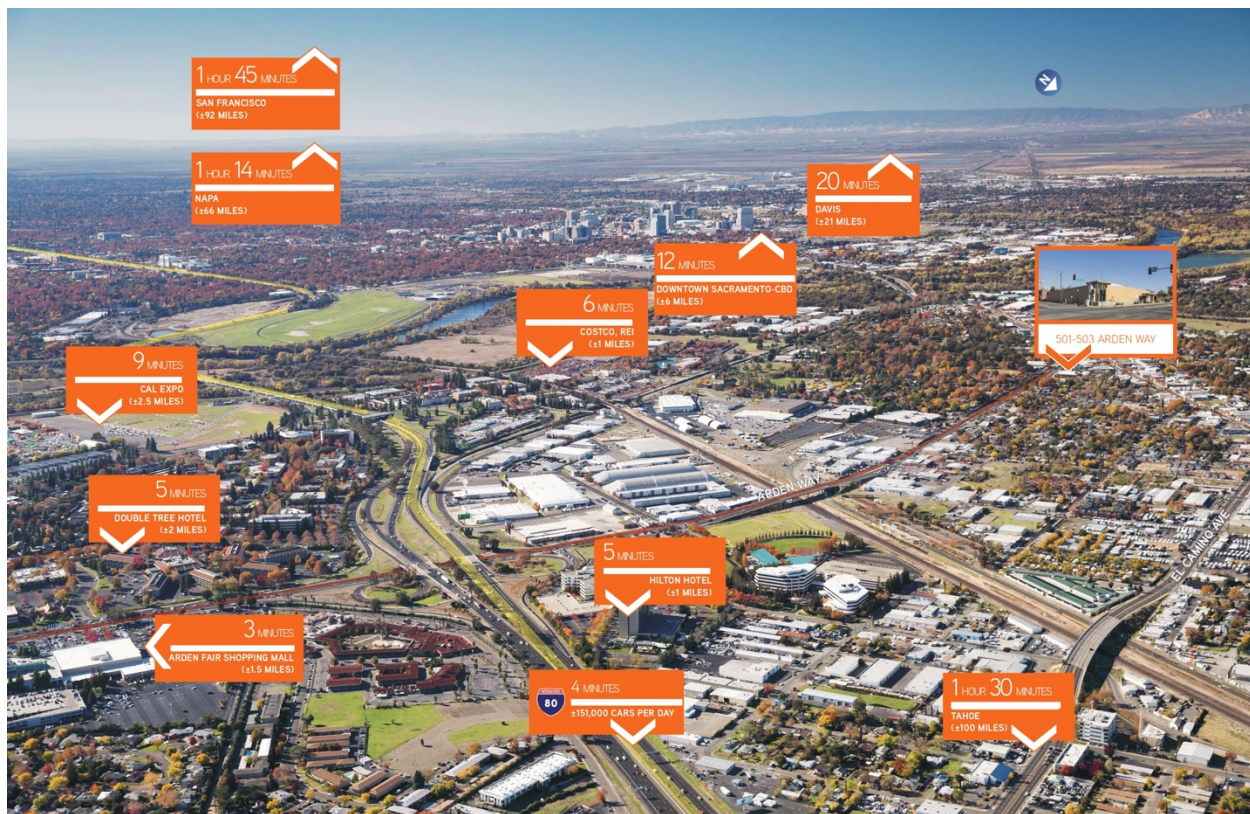 1 HOUR 45 MINUTES
SAN FRANCISCO
(±92 MILES)
N
1 HOUR 14 MINUTES
NAPA
(±66 MILES)
20 MINUTES
DAVIS
(±21 MILES)
12 MINUTES
DOWNTOWN SACRAMENTO-CBD
(±6 MILES)
6 MINUTES
COSTCO, REI
(±1 MILES)
501-503 ARDEN WAY
9 MINUTES
CAL EXPO
(±2.5 MILES)
5 MINUTES
DOUBLE TREE HOTEL
(±2 MILES)
ARDEN WAY
EL CAMINO AVE
5 MINUTES
HILTON HOTEL
(±1 MILES)
3 MINUTES
ARDEN FAIR SHOPPING MALL
(±1.5 MILES)
INTERSTATE
80
4 MINUTES
±151,000 CARS PER DAY
1 HOUR 30 MINUTES
TAHOE
(±100 MILES)